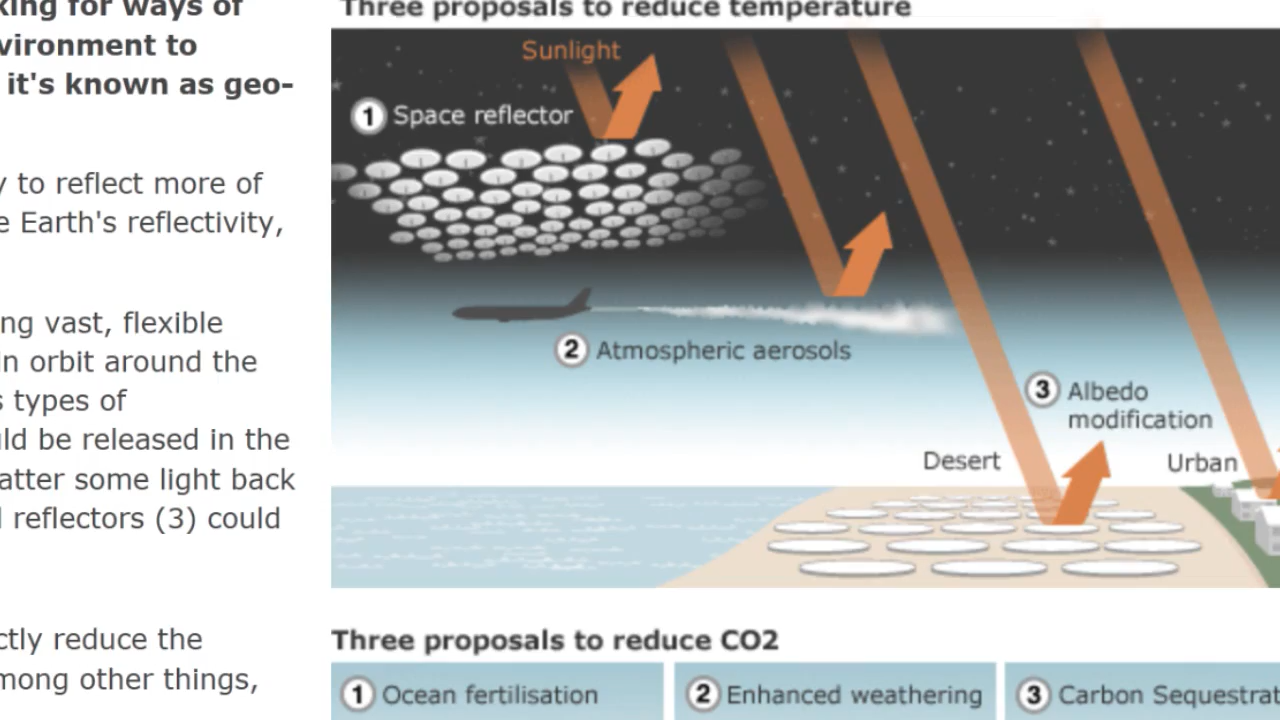 king for ways of
vironment to
it's known as geo-
y to reflect more of
e Earth's reflectivity,
ng vast, flexible
in orbit around the
s types of
uld be released in the
atter some light back
l reflectors (3) could
ctly reduce the
mong other things,
Three proposals to reduce temperature
Sunlight
1 Space reflector
2 Atmospheric aerosols
3 Albedo
modification
Desert
Urban
Three proposals to reduce CO2
1 Ocean fertilisation
2 Enhanced weathering
3 Carbon Sequestrat